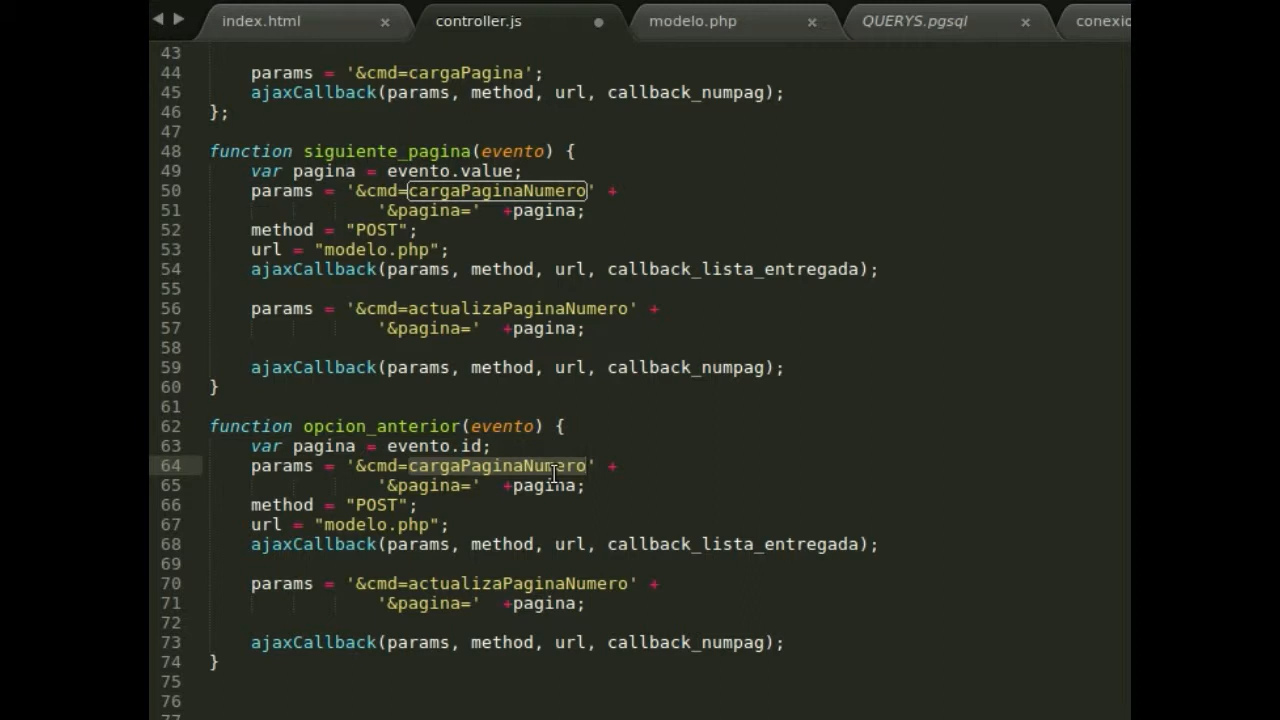 index.html × controller.js modelo.php × QUERYS.pgsql × conexio
43
44 params = '&cmd=cargaPagina';
45 ajaxCallback(params, method, url, callback_numpag);
46 };
47
48 function siguiente_pagina(evento) {
49 var pagina = evento.value;
50 params = '&cmd=cargaPaginaNumero' +
51 '&pagina=' +pagina;
52 method = "POST";
53 url = "modelo.php";
54 ajaxCallback(params, method, url, callback_lista_entregada);
55
56 params = '&cmd=actualizaPaginaNumero' +
57 '&pagina=' +pagina;
58
59 ajaxCallback(params, method, url, callback_numpag);
60 }
61
62 function opcion_anterior(evento) {
63 var pagina = evento.id;
64 params = '&cmd=cargaPaginaNumero' +
65 '&pagina=' +pagina;
66 method = "POST";
67 url = "modelo.php";
68 ajaxCallback(params, method, url, callback_lista_entregada);
69
70 params = '&cmd=actualizaPaginaNumero' +
71 '&pagina=' +pagina;
72
73 ajaxCallback(params, method, url, callback_numpag);
74 }
75
76
77